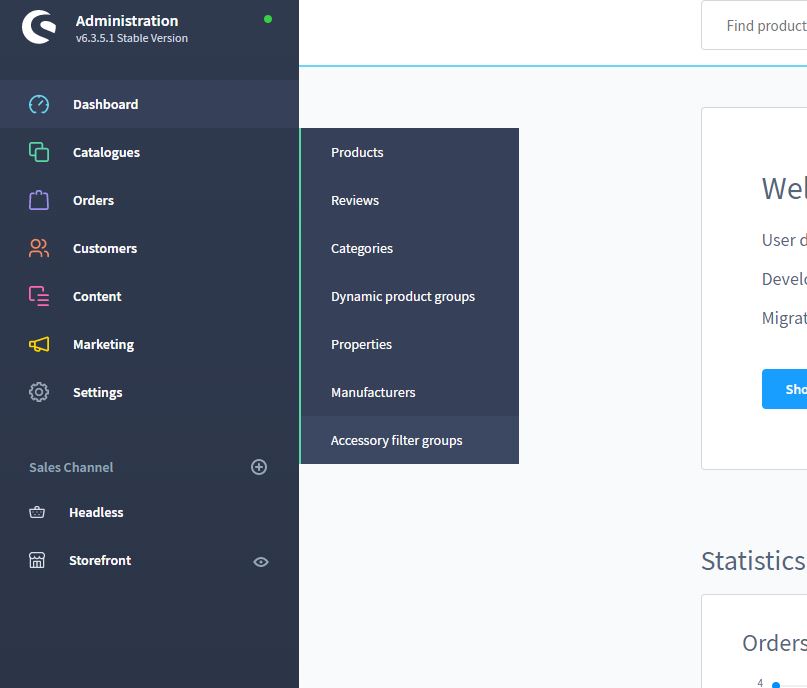 Administration
v6.3.5.1 Stable Version
Dashboard
Catalogues
Orders
Customers
Content
Marketing
Settings
Sales Channel
Headless
Storefront
Products
Reviews
Categories
Dynamic product groups
Properties
Manufacturers
Accessory filter groups
Find product
Wel
User d
Develo
Migrat
Sho
Statistics
Orders
4